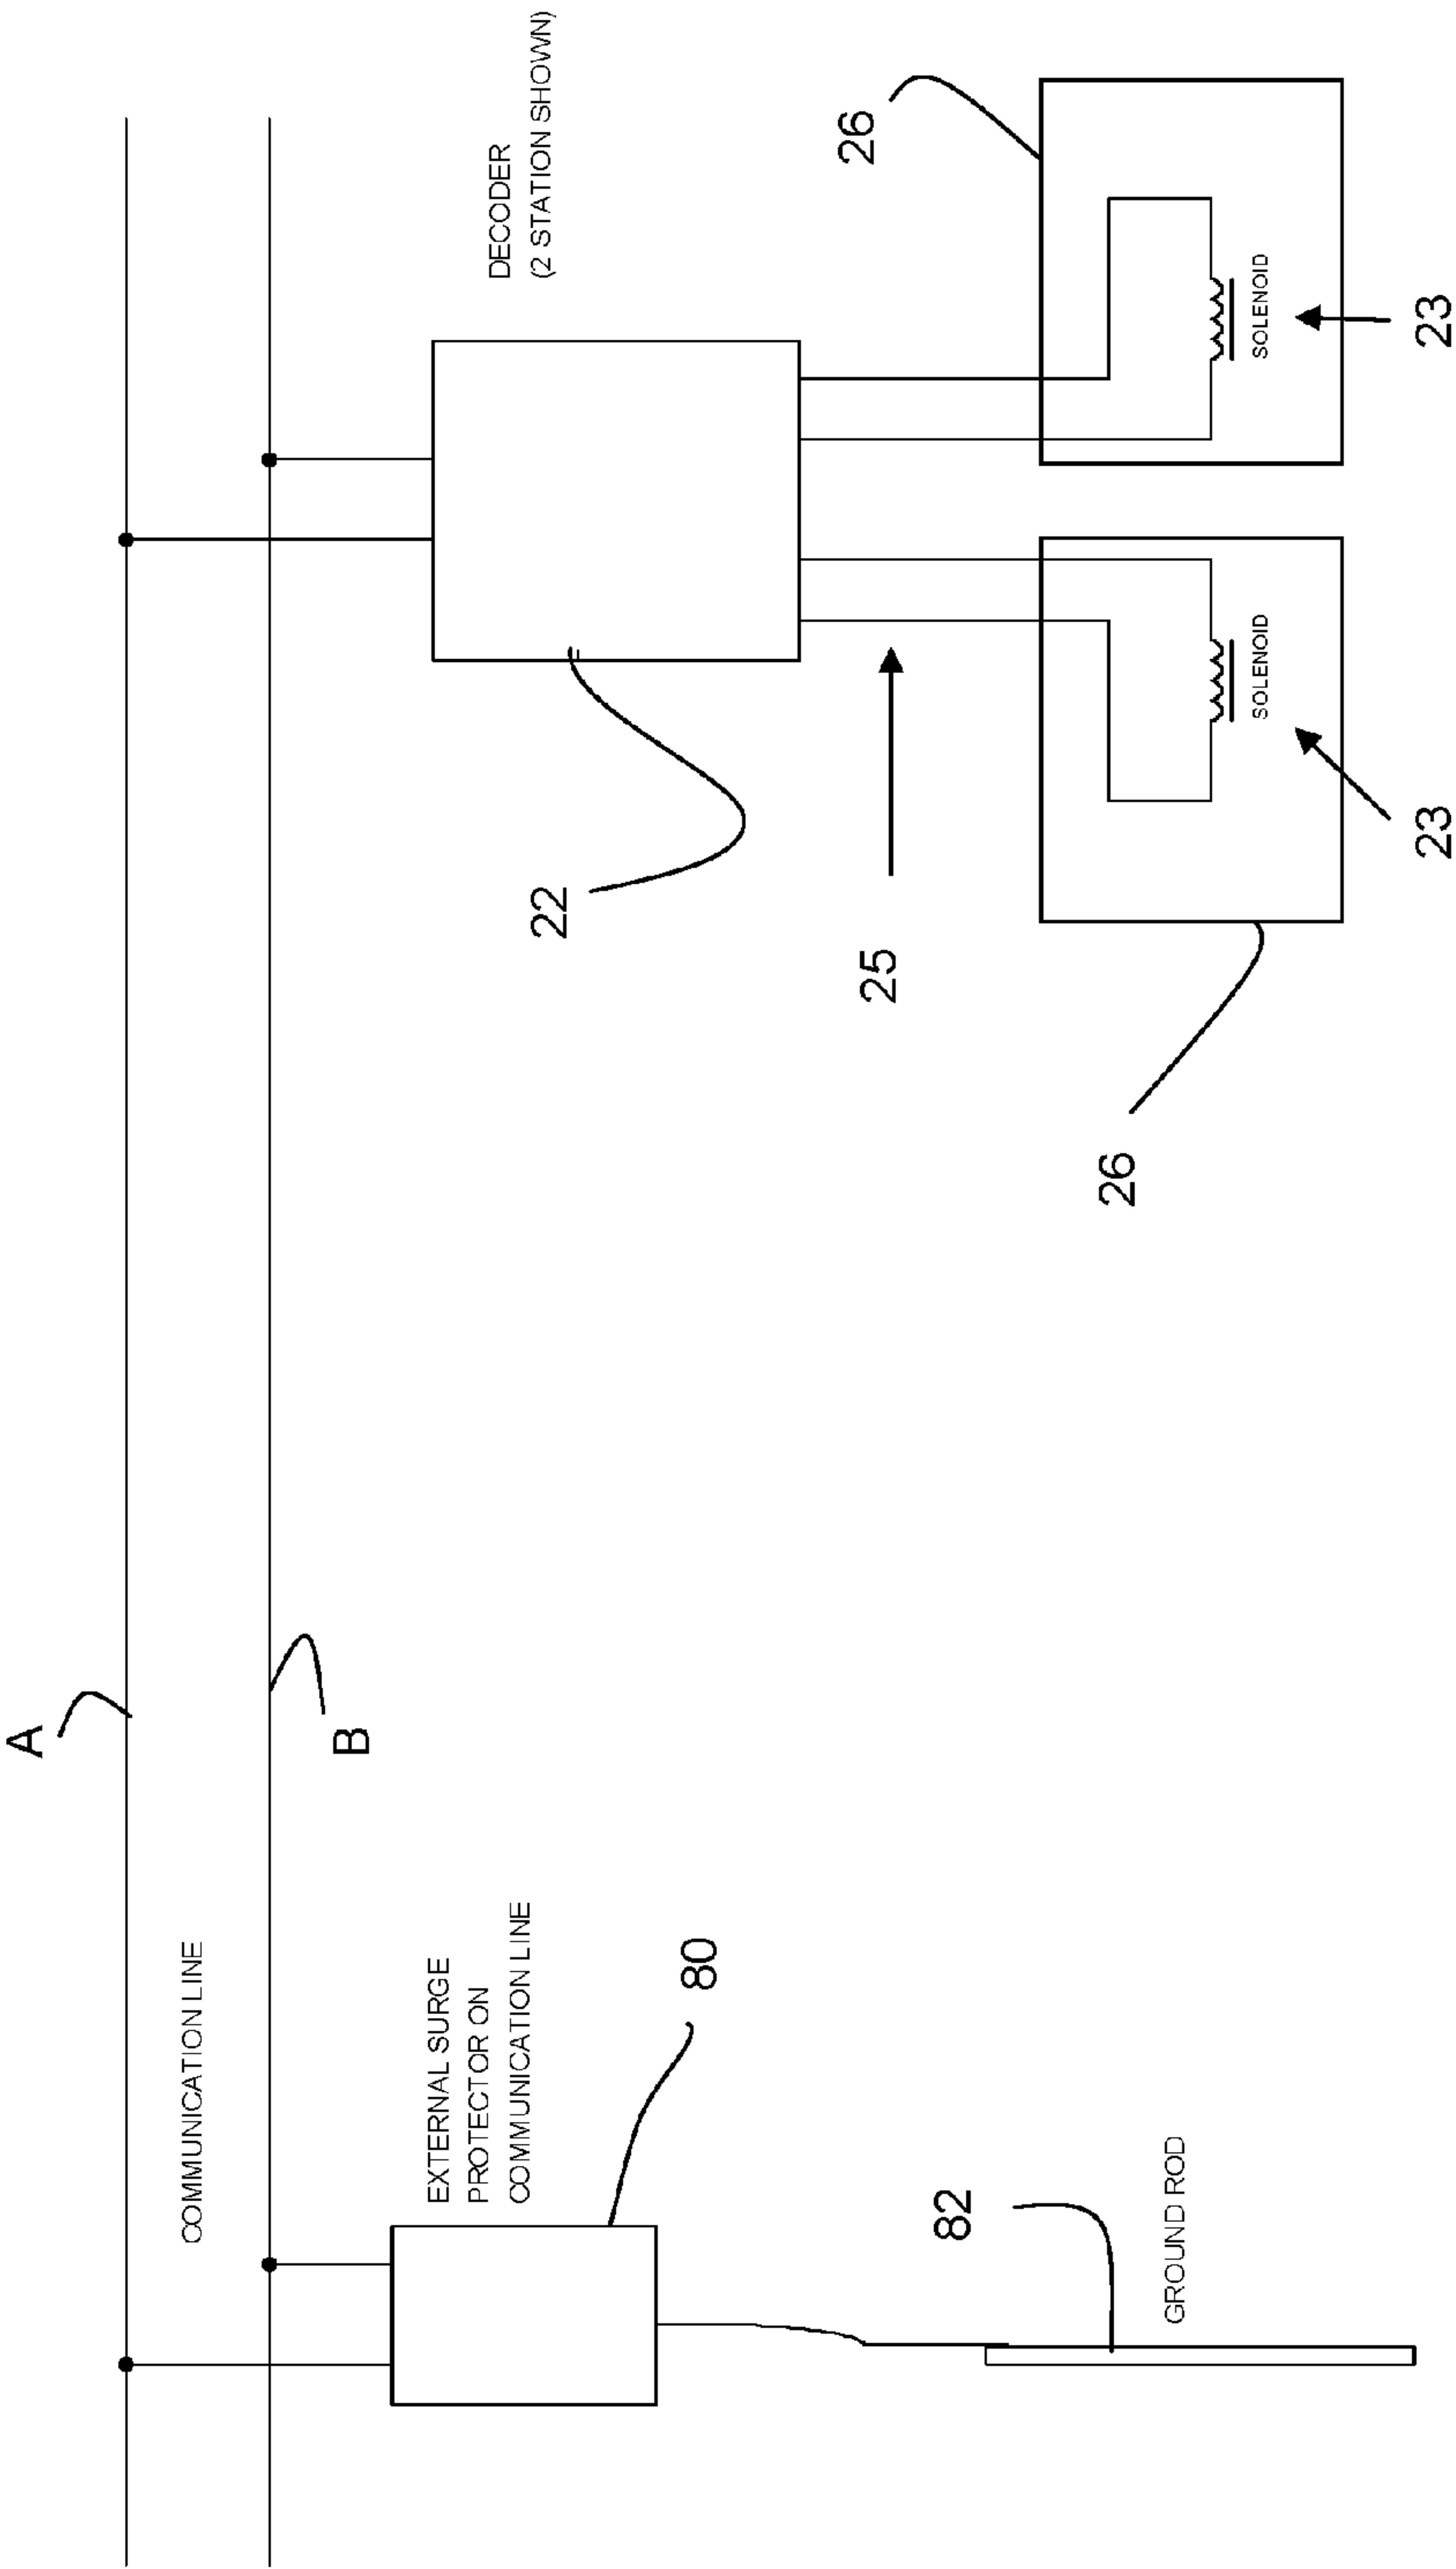 A
B
COMMUNICATION LINE
EXTERNAL SURGE
PROTECTOR ON
COMMUNICATION LINE
80
82
GROUND ROD
DECODER
(2 STATION SHOWN)
22
25
26
26
SOLENOID
SOLENOID
23
23